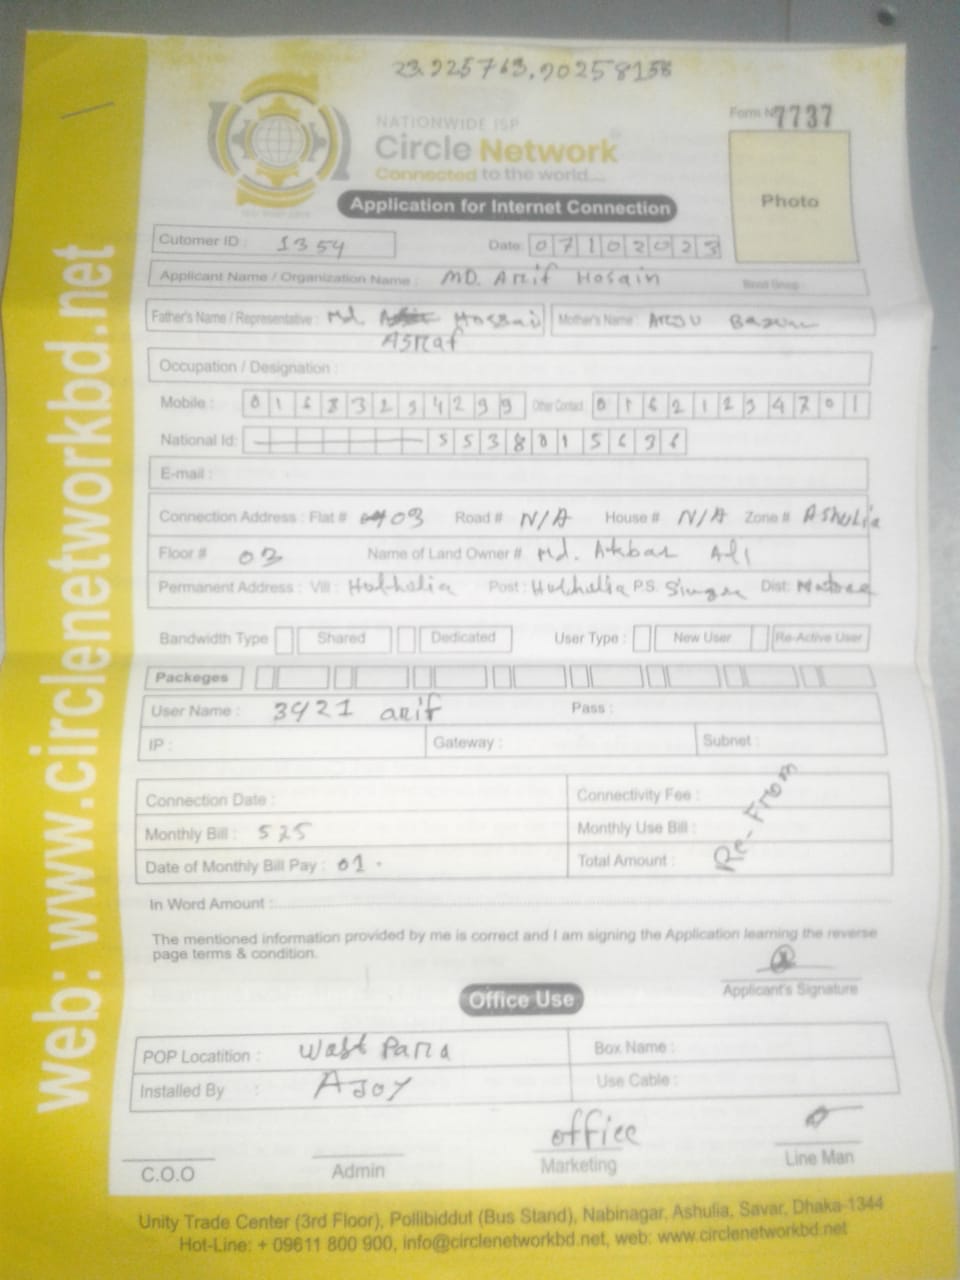 23.925763,90258158
Form No 7737
NATIONWIDE ISP
Circle Network
Connected to the world...
Photo
Application for Internet Connection
Cutomer ID : 1354 Date: 07102023
Applicant Name / Organization Name : MD. Arif Hosain Blood Group :
Father's Name / Representative : Md. Hossain Mother's Name :
Asraf
Occupation / Designation :
Mobile : Other Contact
National Id:
E-mail :
Connection Address : Flat # 03 Road # N/A House # N/A Zone # Ashulia
Floor # 03 Name of Land Owner # Md. Akbar Ali
Permanent Address : Vill : Post : P.S. Dist:
Bandwidth Type Shared Dedicated User Type : New User Re-Active User
Packeges
User Name : 3421 arif Pass :
IP : Gateway : Subnet :
Connection Date : Connectivity Fee :
Monthly Bill : 525 Monthly Use Bill :
Date of Monthly Bill Pay : 01 Total Amount :
Re-From
In Word Amount :
The mentioned information provided by me is correct and I am signing the Application learning the reverse
page terms & condition.
Applicant's Signature
Office Use
POP Locatition : West Para Box Name :
Installed By : AJoy Use Cable :
office
C.O.O Admin Marketing Line Man
Unity Trade Center (3rd Floor), Pollibiddut (Bus Stand), Nabinagar, Ashulia, Savar, Dhaka-1344
Hot-Line: + 09611 800 900, info@circlenetworkbd.net, web: www.circlenetworkbd.net
web: www.circlenetworkbd.net